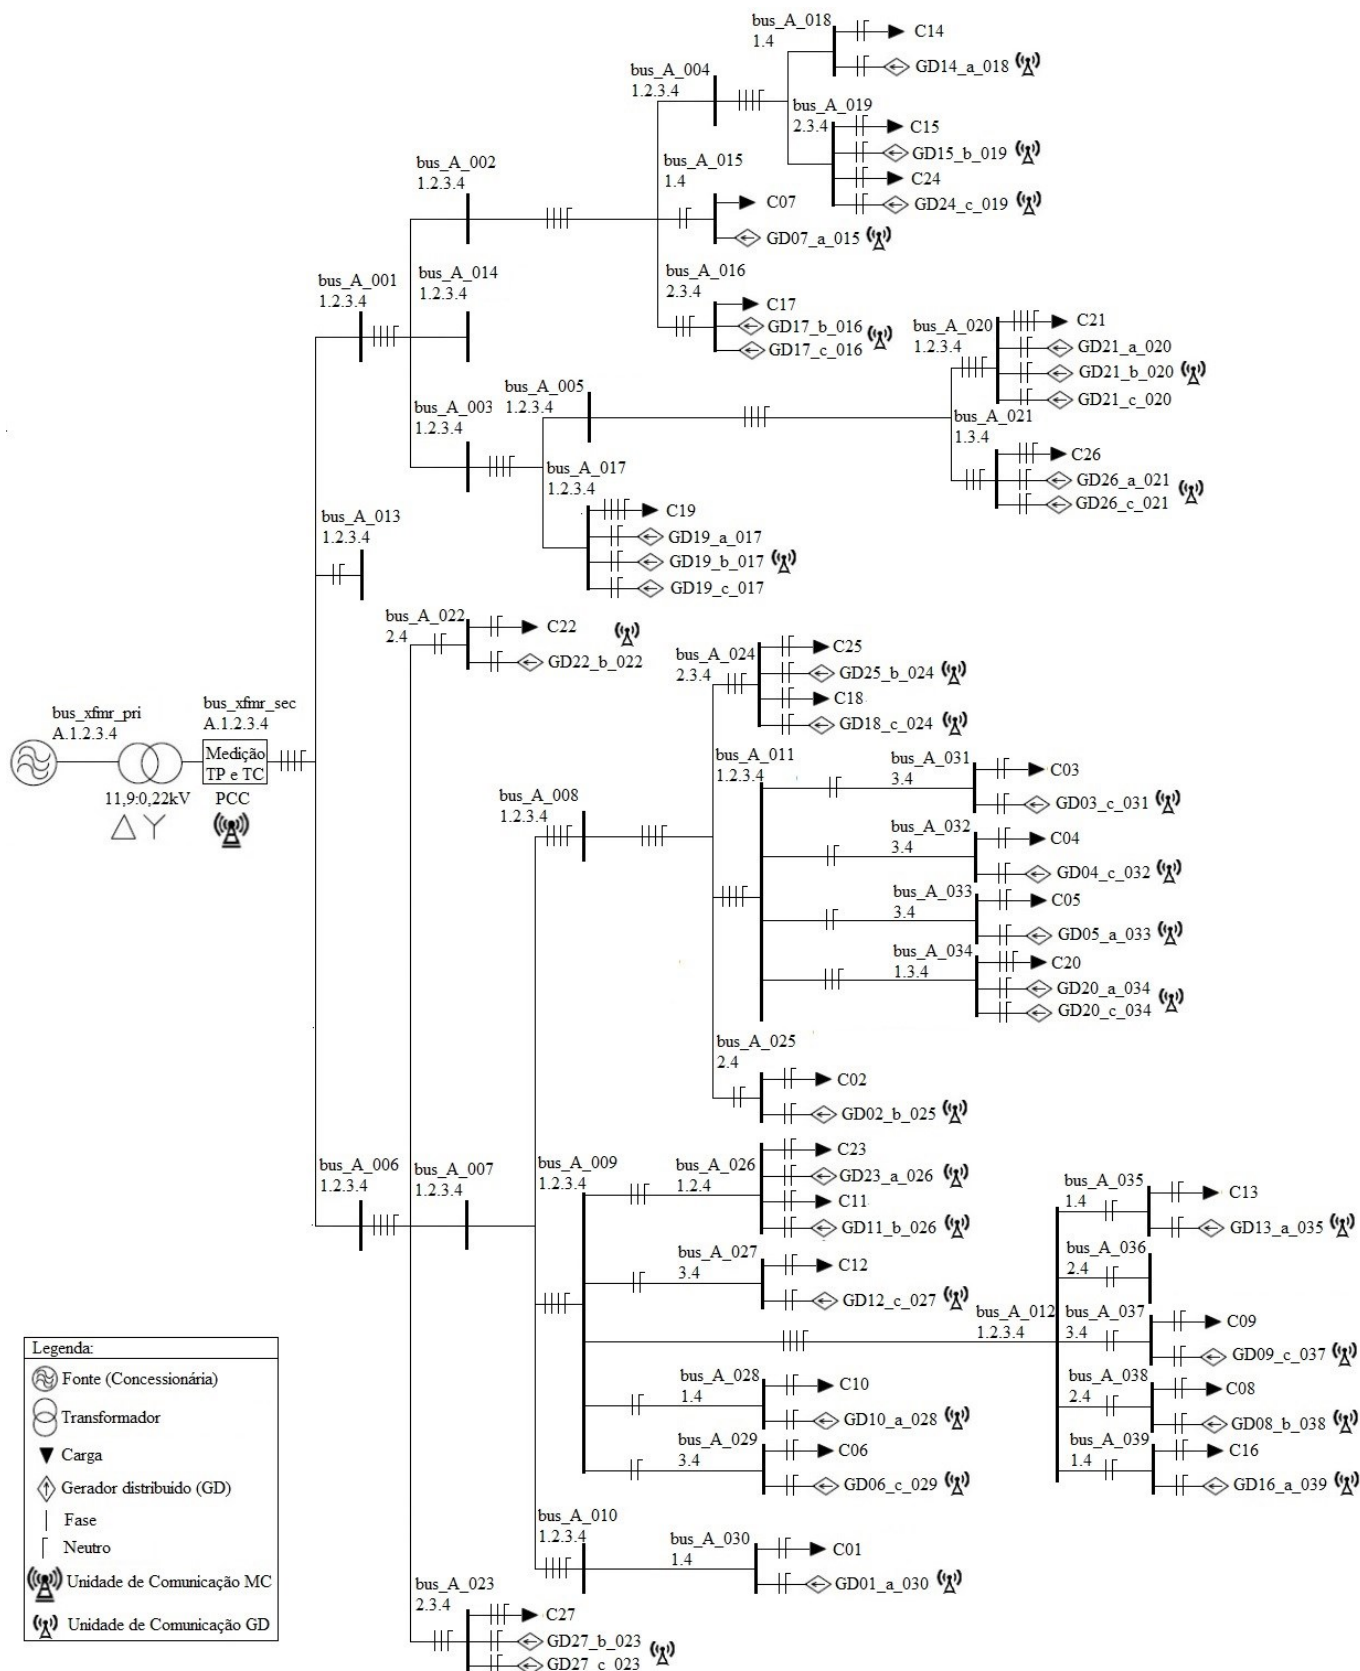 bus_A_018
1.4
C14
GD14_a_018
bus_A_004
1.2.3.4
bus_A_019
2.3.4
C15
GD15_b_019
C24
GD24_c_019
bus_A_002
1.2.3.4
bus_A_015
1.4
C07
GD07_a_015
bus_A_001
1.2.3.4
bus_A_014
1.2.3.4
bus_A_016
2.3.4
C17
GD17_b_016
GD17_c_016
bus_A_020
1.2.3.4
C21
GD21_a_020
GD21_b_020
GD21_c_020
bus_A_003
1.2.3.4
bus_A_005
1.2.3.4
bus_A_021
1.3.4
C26
GD26_a_021
GD26_c_021
bus_A_017
1.2.3.4
C19
GD19_a_017
GD19_b_017
GD19_c_017
bus_A_013
1.2.3.4
bus_A_022
2.4
C22
GD22_b_022
bus_A_024
2.3.4
C25
GD25_b_024
C18
GD18_c_024
bus_xfmr_pri
A.1.2.3.4
bus_xfmr_sec
A.1.2.3.4
Medição
TP e TC
11,9:0,22kV
PCC
bus_A_011
1.2.3.4
bus_A_031
3.4
C03
GD03_c_031
bus_A_008
1.2.3.4
bus_A_032
3.4
C04
GD04_c_032
bus_A_033
3.4
C05
GD05_a_033
bus_A_034
1.3.4
C20
GD20_a_034
GD20_c_034
bus_A_025
2.4
C02
GD02_b_025
bus_A_006
1.2.3.4
bus_A_007
1.2.3.4
bus_A_009
1.2.3.4
bus_A_026
1.2.4
C23
GD23_a_026
C11
GD11_b_026
bus_A_035
1.4
C13
GD13_a_035
bus_A_027
3.4
C12
GD12_c_027
bus_A_036
2.4
bus_A_012
1.2.3.4
bus_A_037
3.4
C09
GD09_c_037
bus_A_028
1.4
C10
GD10_a_028
bus_A_038
2.4
C08
GD08_b_038
bus_A_029
3.4
C06
GD06_c_029
bus_A_039
1.4
C16
GD16_a_039
bus_A_010
1.2.3.4
bus_A_030
1.4
C01
GD01_a_030
bus_A_023
2.3.4
C27
GD27_b_023
GD27_c_023
Legenda:
Fonte (Concessionária)
Transformador
Carga
Gerador distribuido (GD)
Fase
Neutro
Unidade de Comunicação MC
Unidade de Comunicação GD